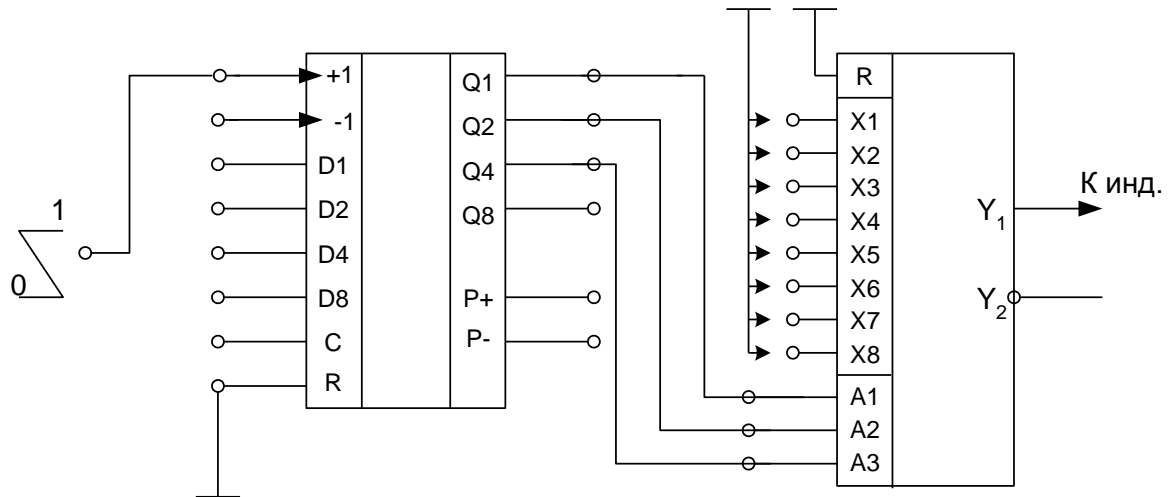 1
0
+1
-1
D1
D2
D4
D8
C
R
Q1
Q2
Q4
Q8
P+
P-
R
X1
X2
X3
X4
X5
X6
X7
X8
A1
A2
A3
Y1
Y2
К инд.